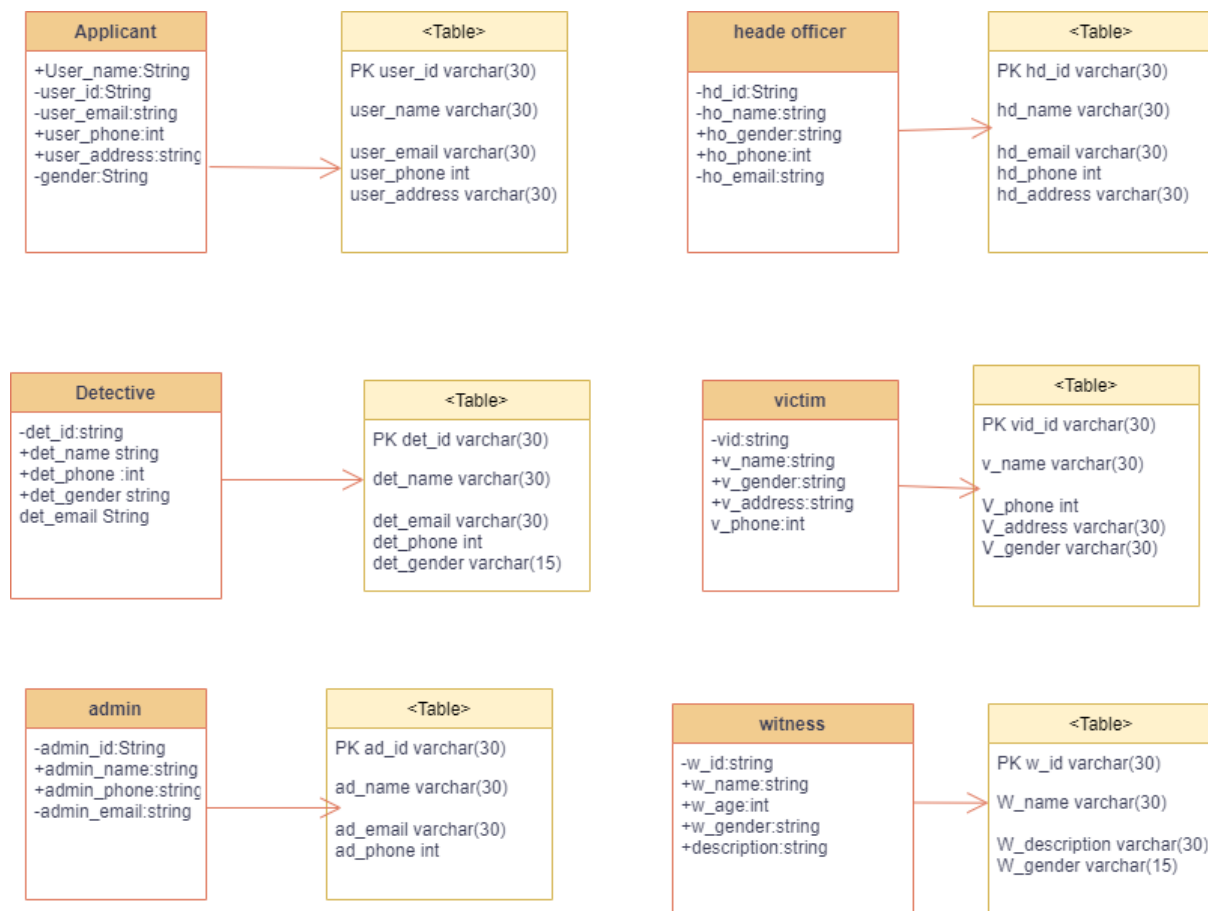 Applicant
+User_name:String
-user_id:String
-user_email:string
+user_phone:int
+user_address:string
-gender:String
<Table>
PK user_id varchar(30)
user_name varchar(30)
user_email varchar(30)
user_phone int
user_address varchar(30)
heade officer
-hd_id:String
-ho_name:string
+ho_gender:string
+ho_phone:int
-ho_email:string
<Table>
PK hd_id varchar(30)
hd_name varchar(30)
hd_email varchar(30)
hd_phone int
hd_address varchar(30)
Detective
-det_id:string
+det_name string
+det_phone :int
+det_gender string
det_email String
<Table>
PK det_id varchar(30)
det_name varchar(30)
det_email varchar(30)
det_phone int
det_gender varchar(15)
victim
-vid:string
+v_name:string
+v_gender:string
+v_address:string
v_phone:int
<Table>
PK vid_id varchar(30)
v_name varchar(30)
V_phone int
V_address varchar(30)
V_gender varchar(30)
admin
-admin_id:String
+admin_name:string
+admin_phone:string
-admin_email:string
<Table>
PK ad_id varchar(30)
ad_name varchar(30)
ad_email varchar(30)
ad_phone int
witness
-w_id:string
+w_name:string
+w_age:int
+w_gender:string
+description:string
<Table>
PK w_id varchar(30)
W_name varchar(30)
W_description varchar(30)
W_gender varchar(15)